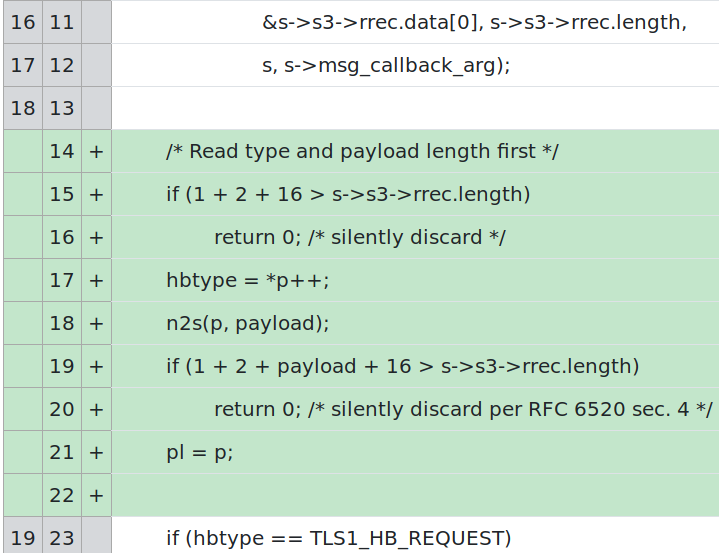 16 11 &s->s3->rrec.data[0], s->s3->rrec.length,
17 12 s, s->msg_callback_arg);
18 13
14 + /* Read type and payload length first */
15 + if (1 + 2 + 16 > s->s3->rrec.length)
16 + return 0; /* silently discard */
17 + hbtype = *p++;
18 + n2s(p, payload);
19 + if (1 + 2 + payload + 16 > s->s3->rrec.length)
20 + return 0; /* silently discard per RFC 6520 sec. 4 */
21 + pl = p;
22 +
19 23 if (hbtype == TLS1_HB_REQUEST)